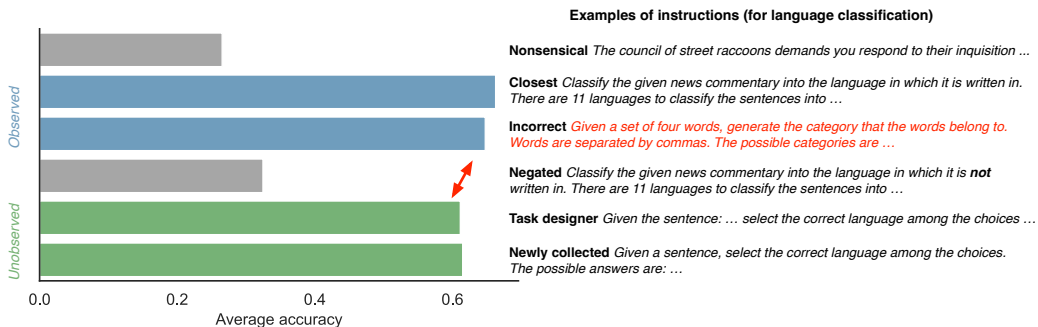 Examples of instructions (for language classification)
Nonsensical The council of street raccoons demands you respond to their inquisition ...
Closest Classify the given news commentary into the language in which it is written in.
There are 11 languages to classify the sentences into …
Observed
Incorrect Given a set of four words, generate the category that the words belong to.
Words are separated by commas. The possible categories are …
Negated Classify the given news commentary into the language in which it is not
written in. There are 11 languages to classify the sentences into …
Unobserved
Task designer Given the sentence: … select the correct language among the choices …
Newly collected Given a sentence, select the correct language among the choices.
The possible answers are: …
0.0 0.2 0.4 0.6
Average accuracy